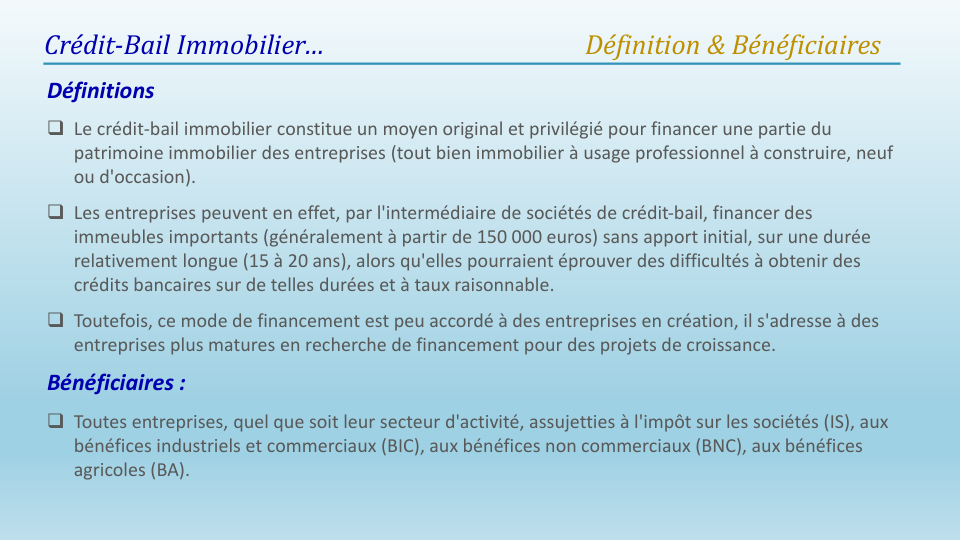 Crédit-Bail Immobilier… Définition & Bénéficiaires
Définitions
❑ Le crédit-bail immobilier constitue un moyen original et privilégié pour financer une partie du
patrimoine immobilier des entreprises (tout bien immobilier à usage professionnel à construire, neuf
ou d'occasion).
❑ Les entreprises peuvent en effet, par l'intermédiaire de sociétés de crédit-bail, financer des
immeubles importants (généralement à partir de 150 000 euros) sans apport initial, sur une durée
relativement longue (15 à 20 ans), alors qu'elles pourraient éprouver des difficultés à obtenir des
crédits bancaires sur de telles durées et à taux raisonnable.
❑ Toutefois, ce mode de financement est peu accordé à des entreprises en création, il s'adresse à des
entreprises plus matures en recherche de financement pour des projets de croissance.
Bénéficiaires :
❑ Toutes entreprises, quel que soit leur secteur d'activité, assujetties à l'impôt sur les sociétés (IS), aux
bénéfices industriels et commerciaux (BIC), aux bénéfices non commerciaux (BNC), aux bénéfices
agricoles (BA).